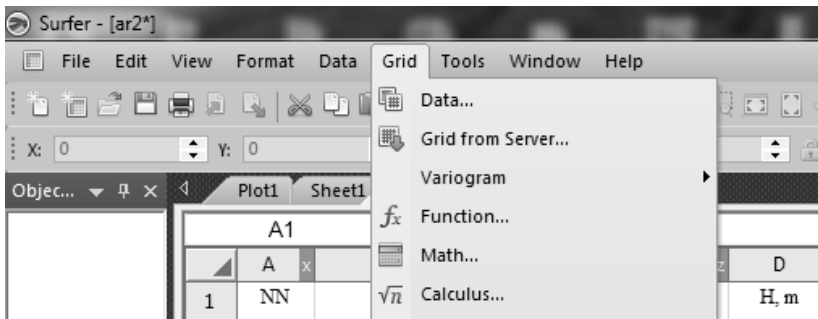 Surfer - [ar2*]
File Edit View Format Data Grid Tools Window Help
Data...
Grid from Server...
X: 0 Y: 0
Variogram
Objec... Plot1 Sheet1
fx Function...
A1
Math...
A x z D
√n Calculus...
1 NN H, m